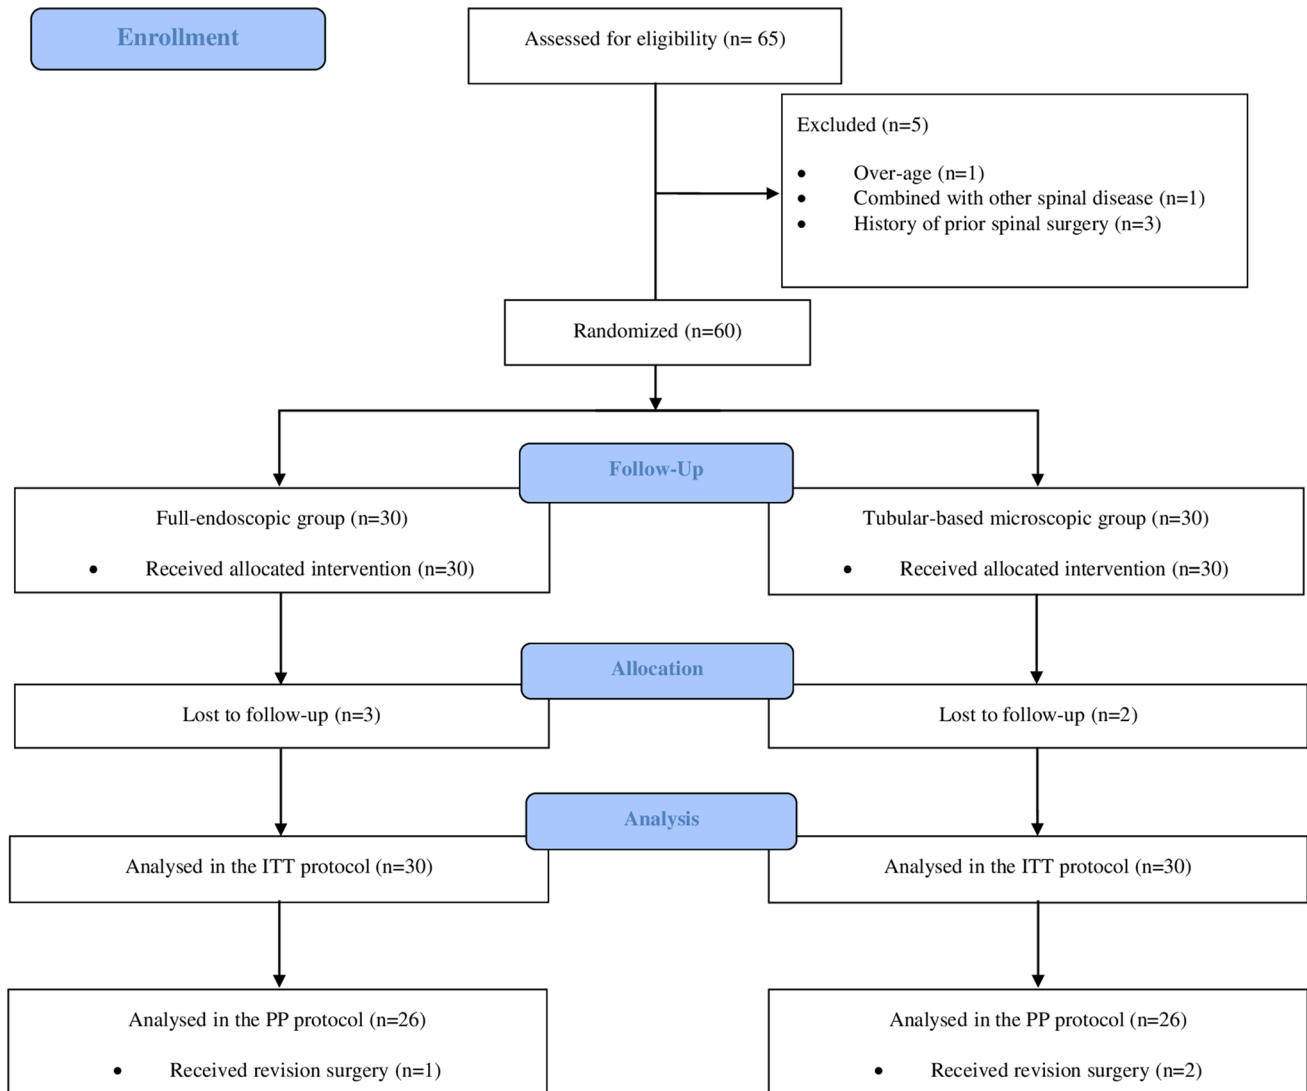 Enrollment
Assessed for eligibility (n= 65)
Excluded (n=5)
• Over-age (n=1)
• Combined with other spinal disease (n=1)
• History of prior spinal surgery (n=3)
Randomized (n=60)
Follow-Up
Full-endoscopic group (n=30)
• Received allocated intervention (n=30)
Tubular-based microscopic group (n=30)
• Received allocated intervention (n=30)
Allocation
Lost to follow-up (n=3)
Lost to follow-up (n=2)
Analysis
Analysed in the ITT protocol (n=30)
Analysed in the ITT protocol (n=30)
Analysed in the PP protocol (n=26)
• Received revision surgery (n=1)
Analysed in the PP protocol (n=26)
• Received revision surgery (n=2)